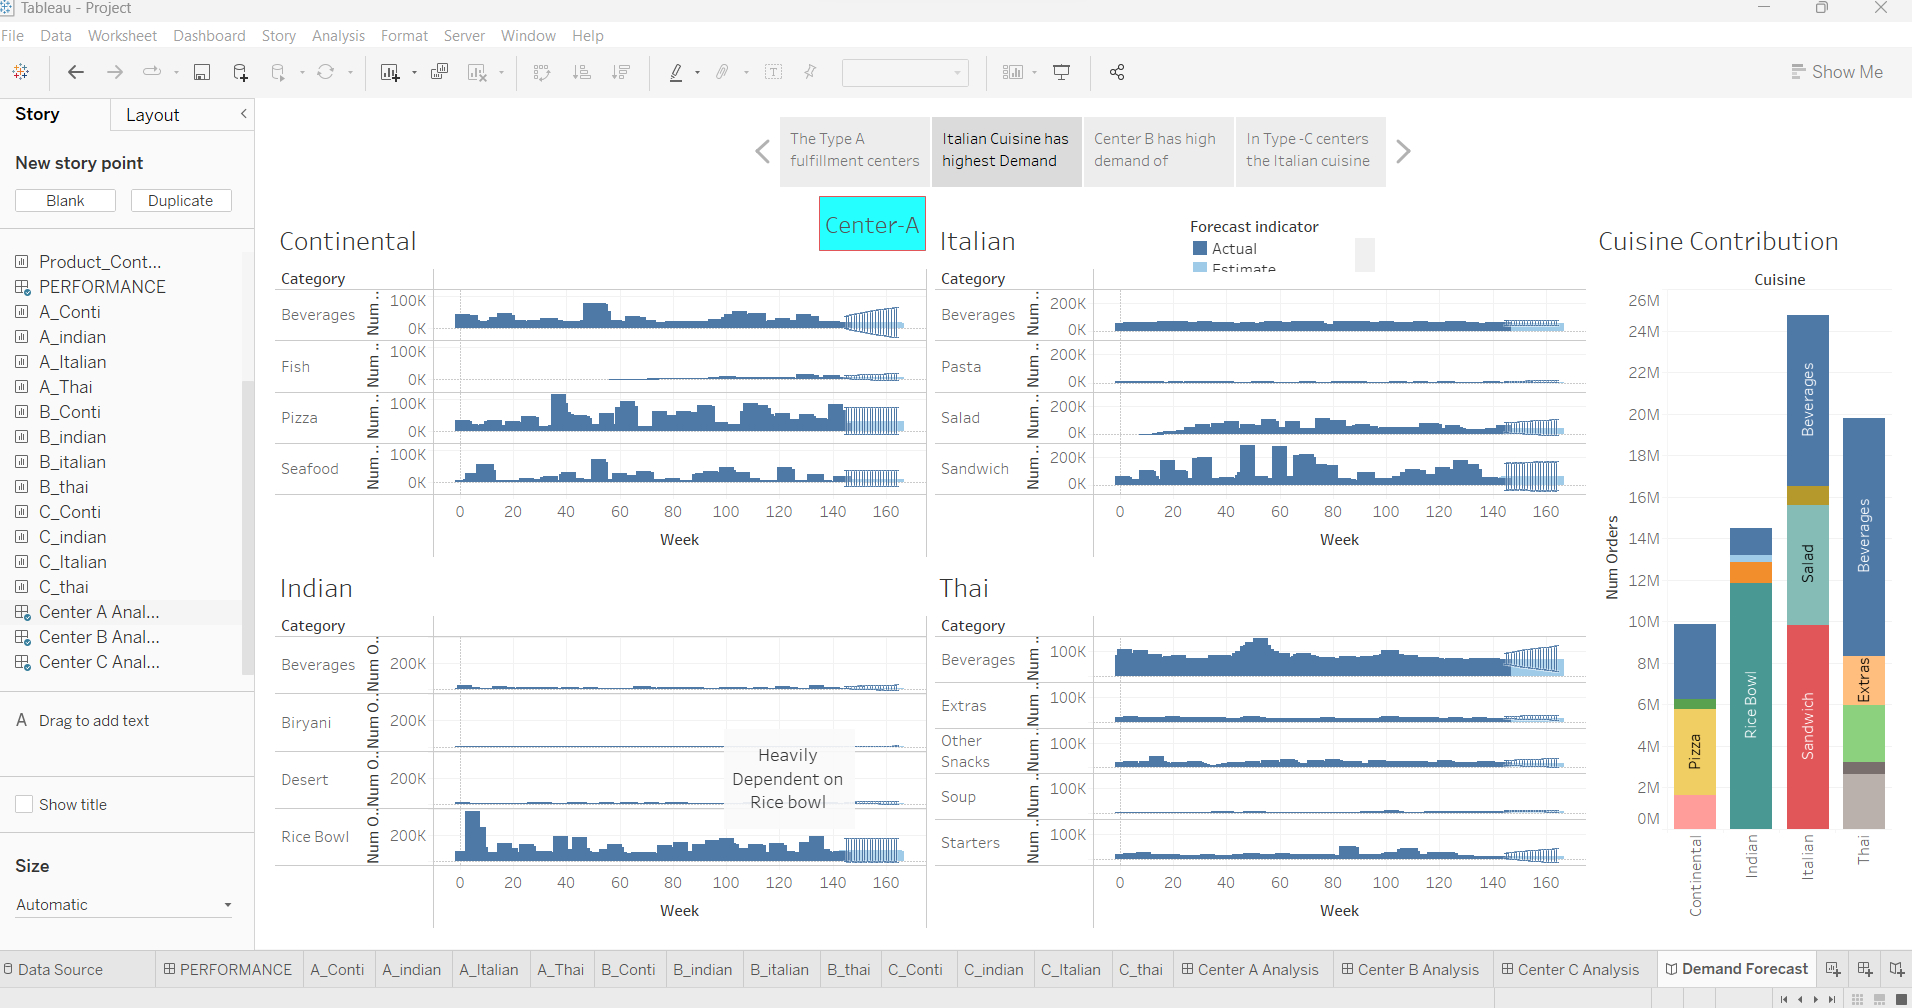 Tableau - Project
File Data Worksheet Dashboard Story Analysis Format Server Window Help
Show Me
Story Layout
New story point
Blank Duplicate
Product_Cont...
PERFORMANCE
A_Conti
A_indian
A_Italian
A_Thai
B_Conti
B_indian
B_italian
B_thai
C_Conti
C_indian
C_Italian
C_thai
Center A Anal...
Center B Anal...
Center C Anal...
A Drag to add text
Show title
Size
Automatic
The Type A
fulfillment centers
Italian Cuisine has
highest Demand
Center B has high
demand of
In Type -C centers
the Italian cuisine
Center-A
Continental
Category
Beverages Num .. 100K 0K
Fish Num .. 100K 0K
Pizza Num .. 100K 0K
Seafood Num .. 100K 0K
0 20 40 60 80 100 120 140 160
Week
Italian
Forecast indicator
Actual
Estimate
Category
Beverages Num .. 200K 0K
Pasta Num .. 200K 0K
Salad Num .. 200K 0K
Sandwich Num .. 200K 0K
0 20 40 60 80 100 120 140 160
Week
Indian
Category
Beverages Num O.. 200K
Biryani Num O.. 200K
Desert Num O.. 200K
Rice Bowl Num O.. 200K
Heavily
Dependent on
Rice bowl
0 20 40 60 80 100 120 140 160
Week
Thai
Category
Beverages Num .. 100K
Extras Num .. 100K
Other
Snacks Num .. 100K
Soup Num .. 100K
Starters Num .. 100K
0 20 40 60 80 100 120 140 160
Week
Cuisine Contribution
Cuisine
26M
24M
22M
20M
18M
16M
14M
12M
10M
8M
6M
4M
2M
0M
Num Orders
Pizza
Rice Bowl
Beverages
Salad
Sandwich
Beverages
Extras
Continental
Indian
Italian
Thai
Data Source PERFORMANCE A_Conti A_indian A_Italian A_Thai B_Conti B_indian B_italian B_thai C_Conti C_indian C_Italian C_thai Center A Analysis Center B Analysis Center C Analysis Demand Forecast